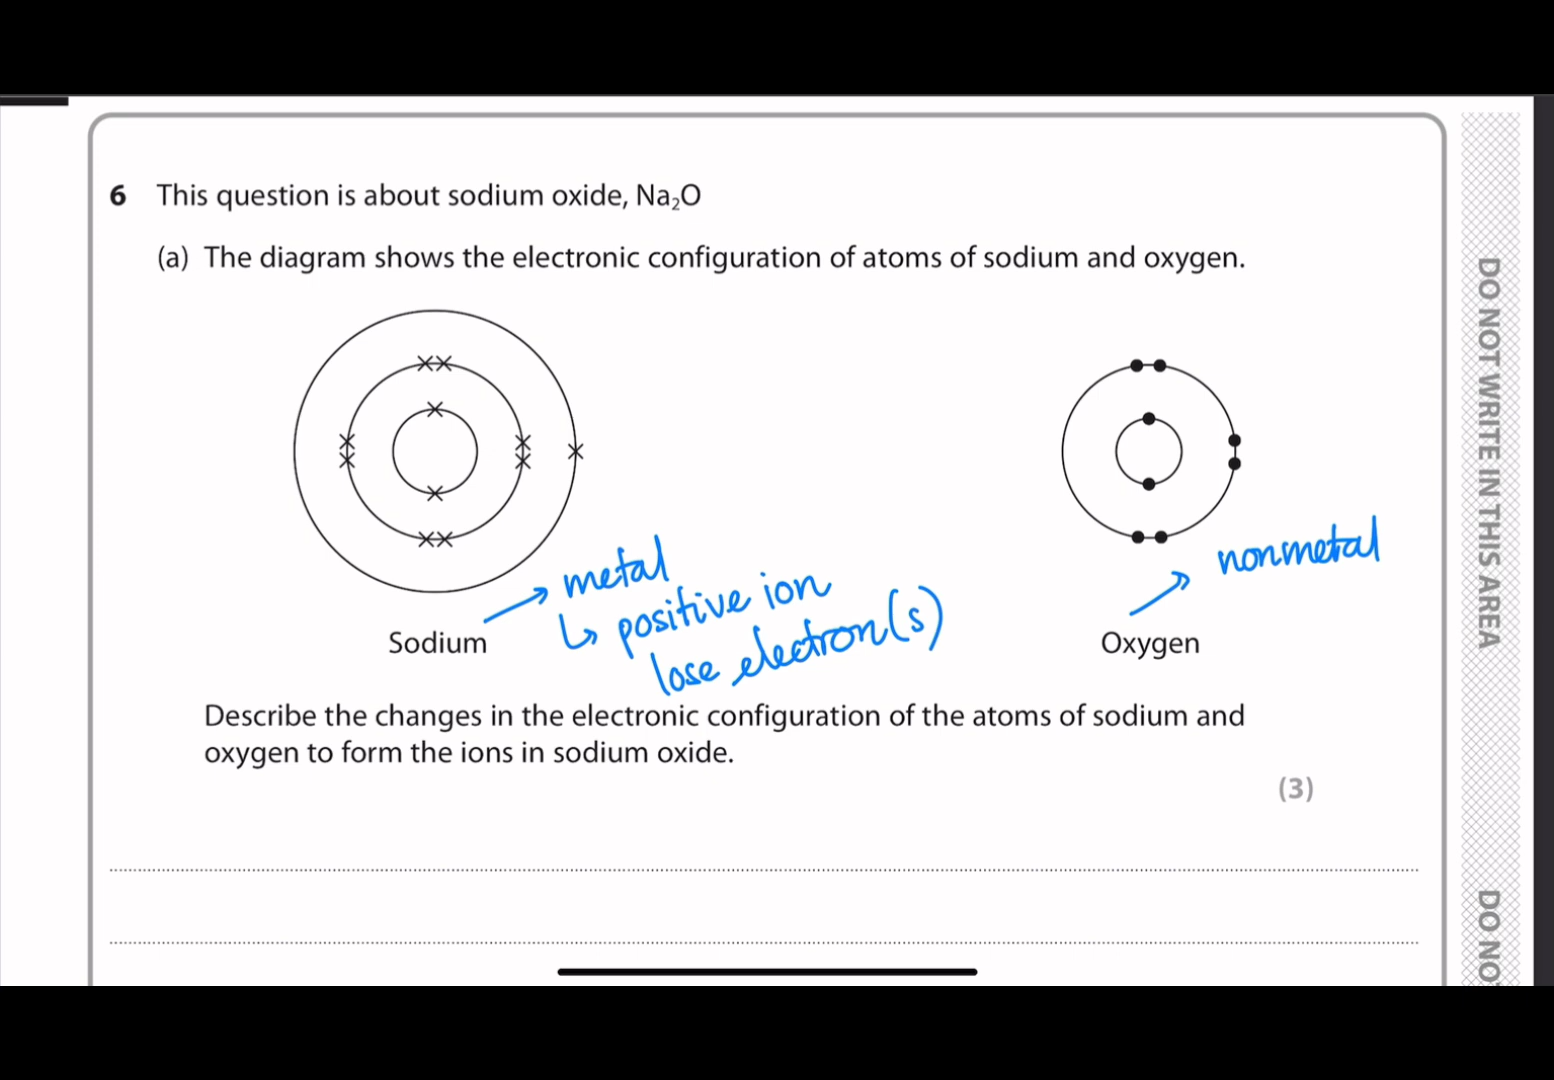 6 This question is about sodium oxide, Na₂O
(a) The diagram shows the electronic configuration of atoms of sodium and oxygen.
metal
positive ion
lose electron(s)
nonmetal
Sodium
Oxygen
Describe the changes in the electronic configuration of the atoms of sodium and
oxygen to form the ions in sodium oxide.
(3)
DO NOT WRITE IN THIS AREA
DO NO